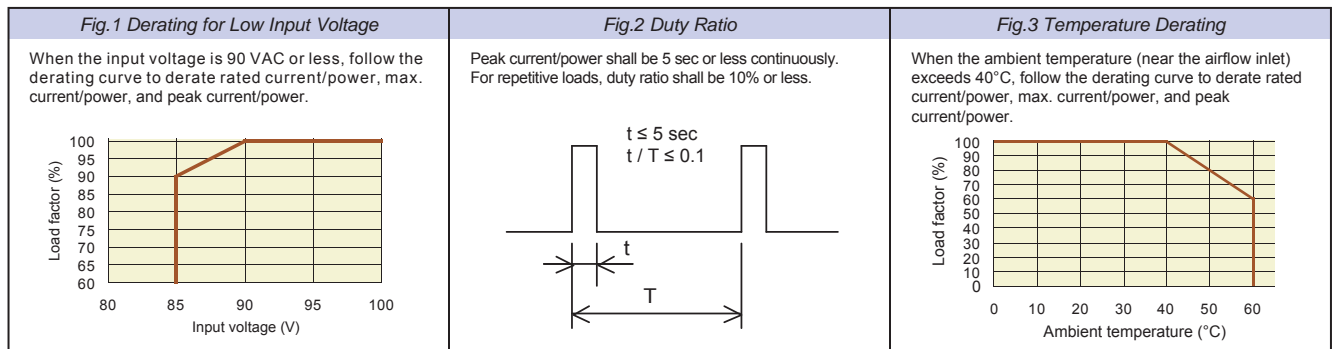 Fig.1 Derating for Low Input Voltage
When the input voltage is 90 VAC or less, follow the
derating curve to derate rated current/power, max.
current/power, and peak current/power.
Load factor (%)
100
95
90
85
80
75
70
65
60
80 85 90 95 100
Input voltage (V)
Fig.2 Duty Ratio
Peak current/power shall be 5 sec or less continuously.
For repetitive loads, duty ratio shall be 10% or less.
t ≤ 5 sec
t / T ≤ 0.1
t
T
Fig.3 Temperature Derating
When the ambient temperature (near the airflow inlet)
exceeds 40°C, follow the derating curve to derate rated
current/power, max. current/power, and peak
current/power.
Load factor (%)
100
90
80
70
60
50
40
30
20
10
0
0 10 20 30 40 50 60
Ambient temperature (°C)